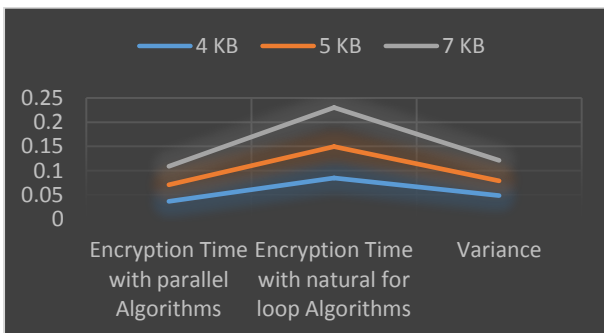 4 KB 5 KB 7 KB
0.25
0.2
0.15
0.1
0.05
0
Encryption Time with parallel Algorithms
Encryption Time with natural for loop Algorithms
Variance